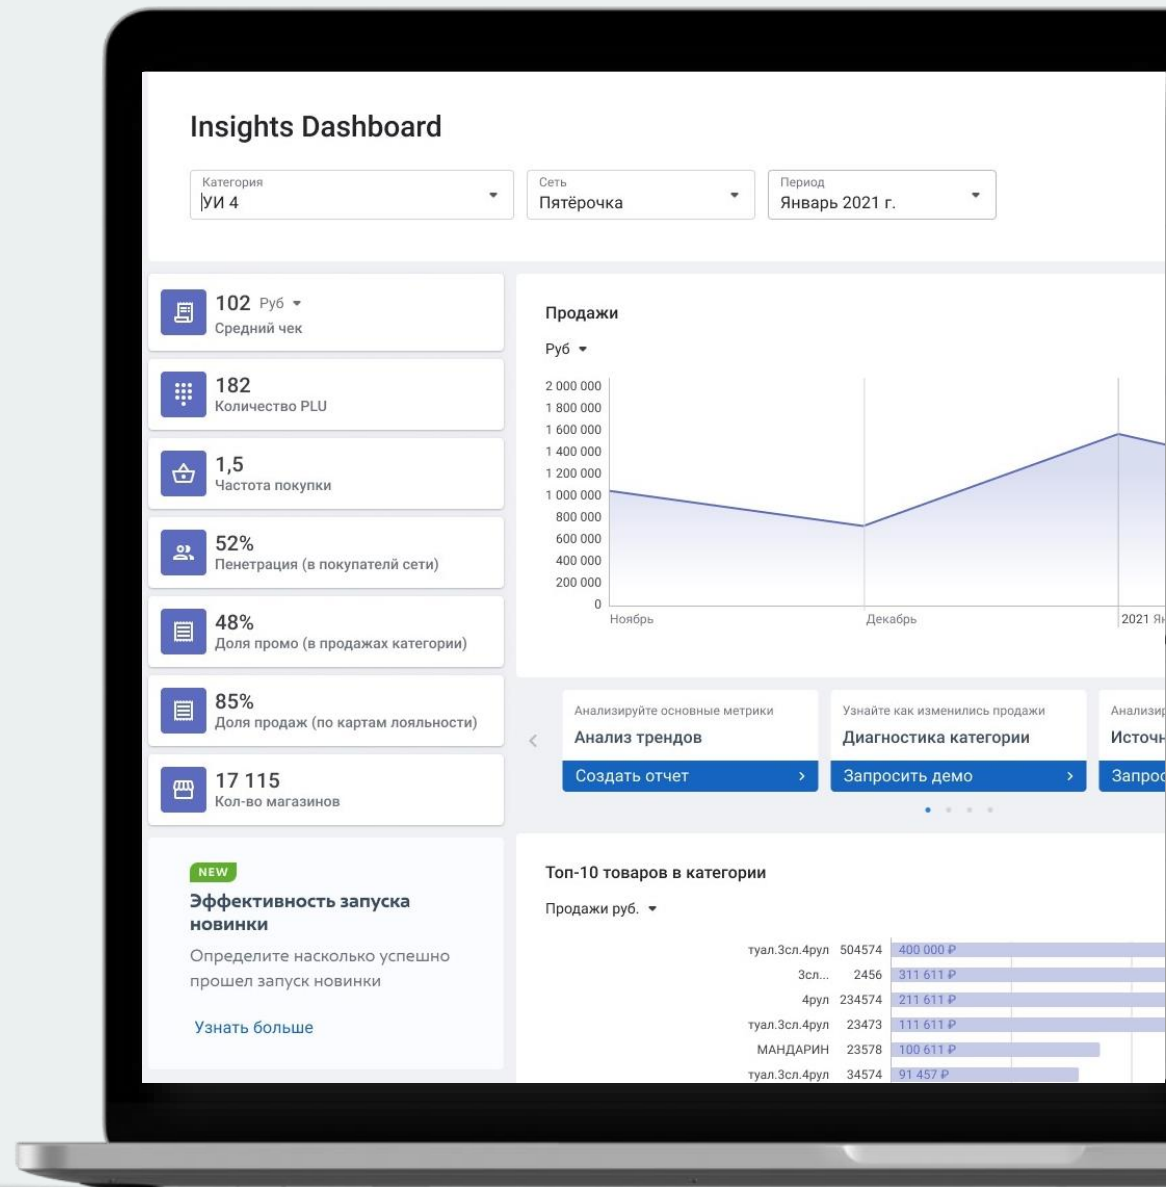 Insights Dashboard
Категория
УИ 4
Сеть
Пятёрочка
Период
Январь 2021 г.
102 Руб
Средний чек
182
Количество PLU
1,5
Частота покупки
52%
Пенетрация (в покупателй сети)
48%
Доля промо (в продажах категории)
85%
Доля продаж (по картам лояльности)
17 115
Кол-во магазинов
NEW
Эффективность запуска
новинки
Определите насколько успешно
прошел запуск новинки
Узнать больше
Продажи
Руб
2 000 000
1 800 000
1 600 000
1 400 000
1 200 000
1 000 000
800 000
600 000
400 000
200 000
0
Ноябрь
Декабрь
2021 Ян
Анализируйте основные метрики
Анализ трендов
Создать отчет
Узнайте как изменились продажи
Диагностика категории
Запросить демо
Анализир
Источн
Запрос
Топ-10 товаров в категории
Продажи руб.
туал.3сл.4рул 504574 400 000 ₽
3сл... 2456 311 611 ₽
4рул 234574 211 611 ₽
туал.3сл.4рул 23473 111 611 ₽
МАНДАРИН 23578 100 611 ₽
туал.3сл.4рул 34574 91 457 ₽